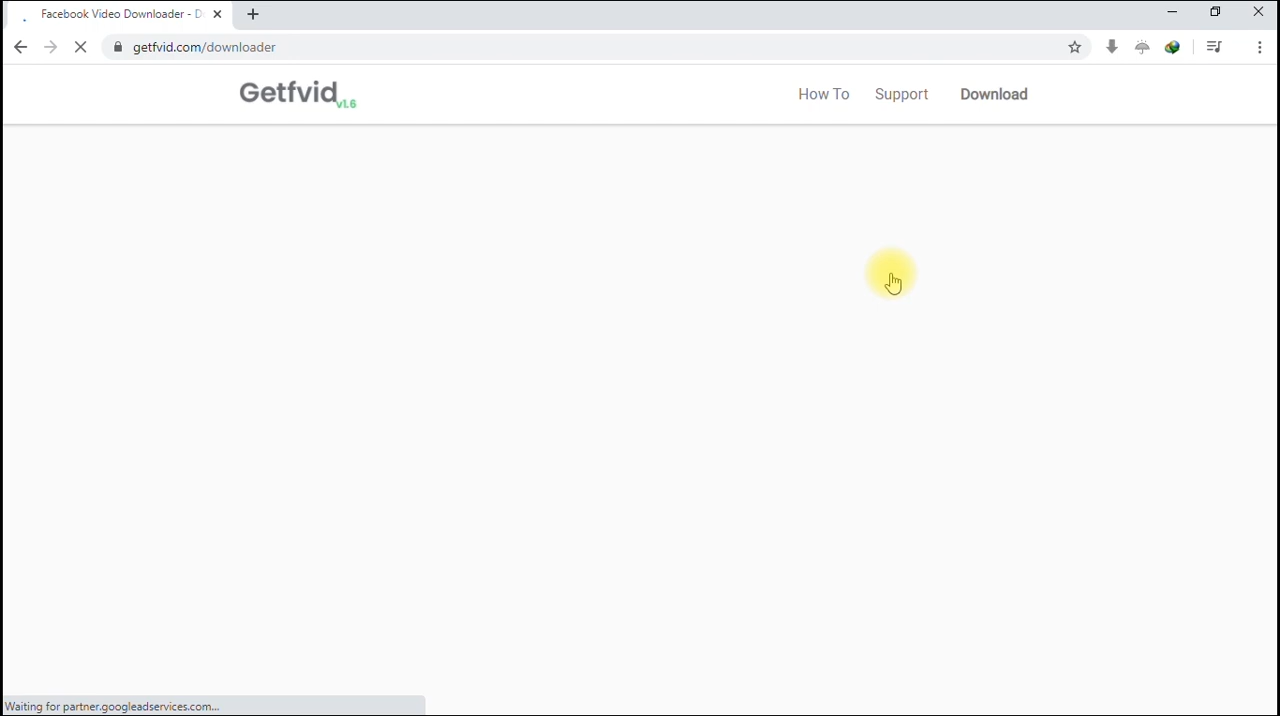 Facebook Video Downloader - D
getfvid.com/downloader
Getfvid v1.6
How To
Support
Download
Waiting for partner.googleadservices.com...